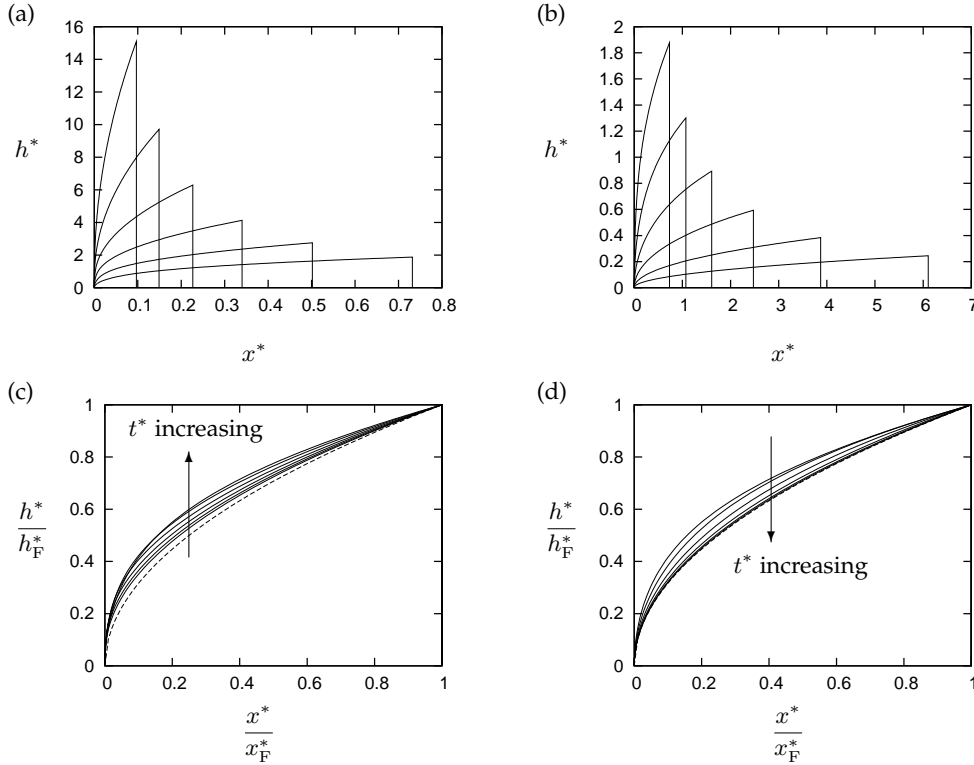 (a)
16
14
12
10
8
6
4
2
0
h*
0 0.1 0.2 0.3 0.4 0.5 0.6 0.7 0.8
x*
(b)
2
1.8
1.6
1.4
1.2
1
0.8
0.6
0.4
0.2
0
h*
0 1 2 3 4 5 6 7
x*
(c)
1
0.8
0.6
0.4
0.2
0
t* increasing
h*
h*F
0 0.2 0.4 0.6 0.8 1
x*
x*F
(d)
1
0.8
0.6
0.4
0.2
0
t* increasing
h*
h*F
0 0.2 0.4 0.6 0.8 1
x*
x*F